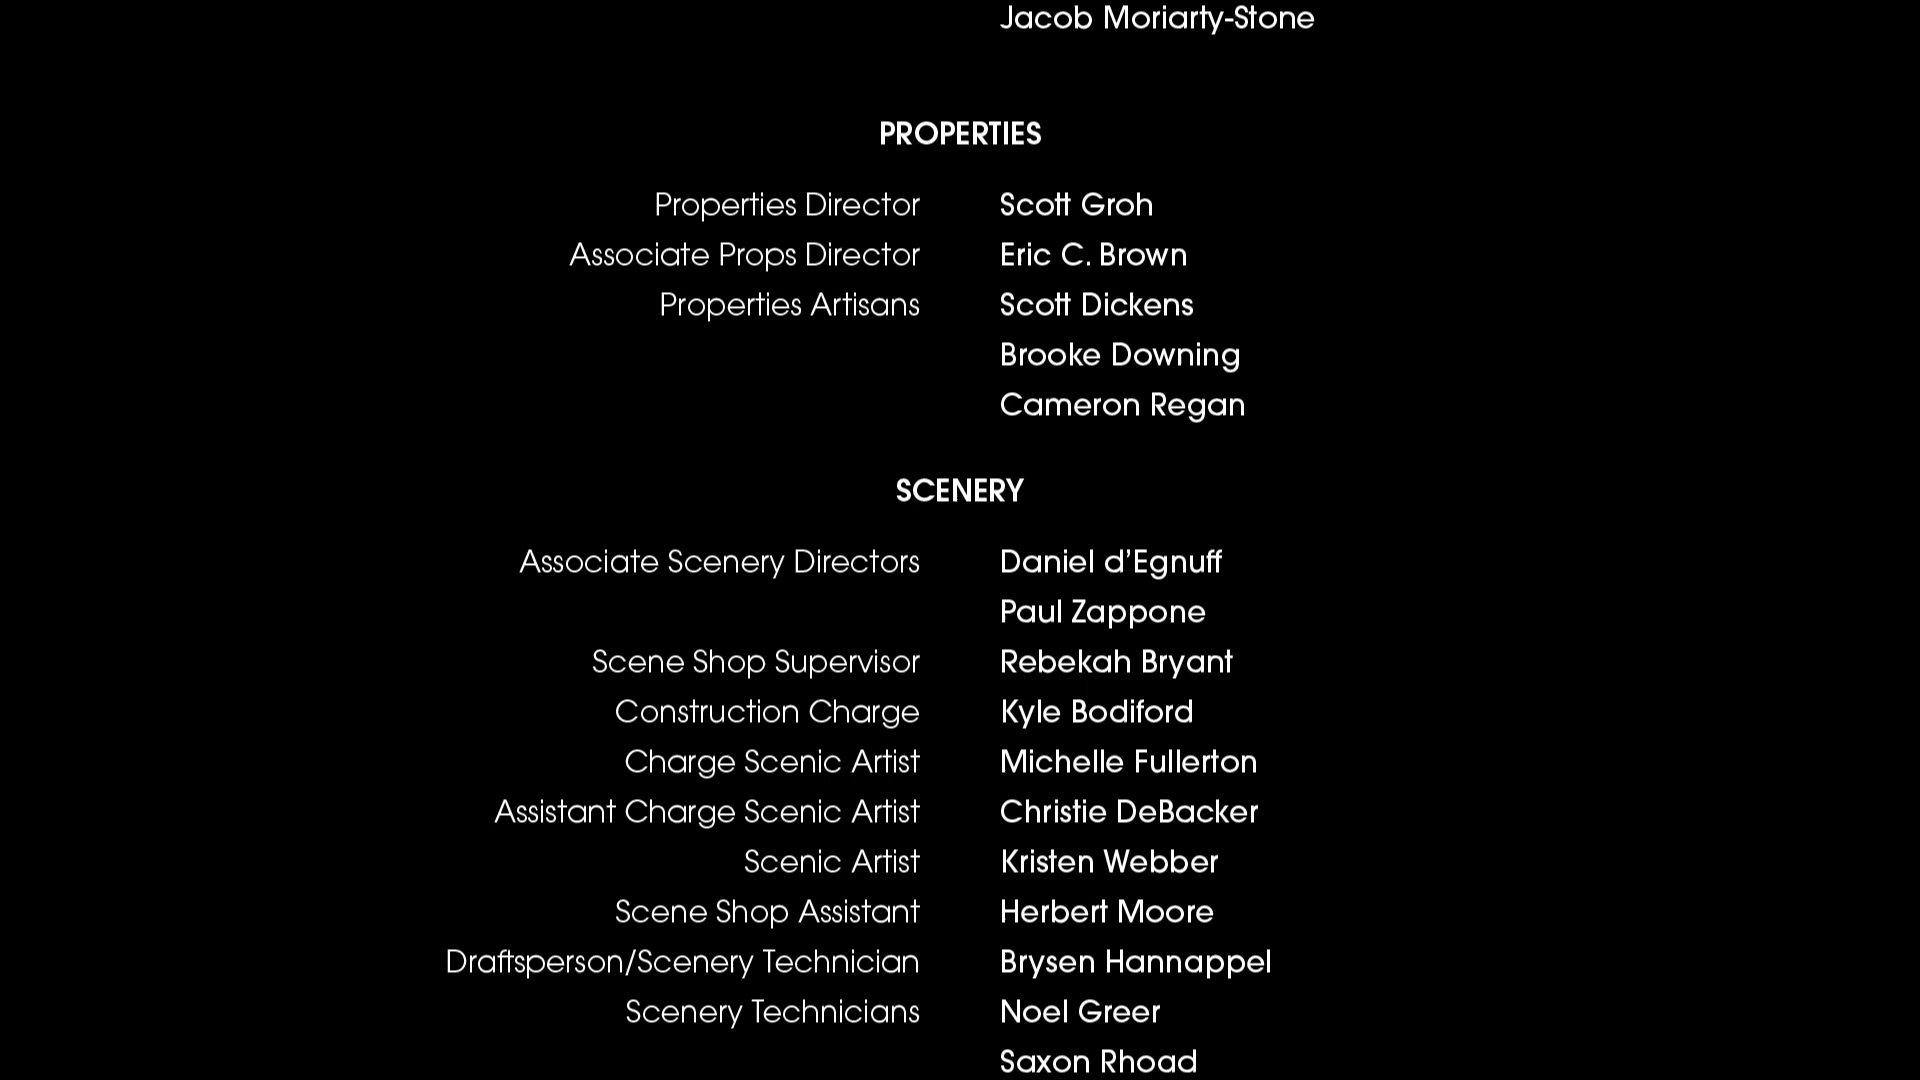 Jacob Moriarty-Stone
PROPERTIES
Properties Director Scott Groh
Associate Props Director Eric C. Brown
Properties Artisans Scott Dickens
Brooke Downing
Cameron Regan
SCENERY
Associate Scenery Directors Daniel d’Egnuff
Paul Zappone
Scene Shop Supervisor Rebekah Bryant
Construction Charge Kyle Bodiford
Charge Scenic Artist Michelle Fullerton
Assistant Charge Scenic Artist Christie DeBacker
Scenic Artist Kristen Webber
Scene Shop Assistant Herbert Moore
Draftsperson/Scenery Technician Brysen Hannappel
Scenery Technicians Noel Greer
Saxon Rhoad